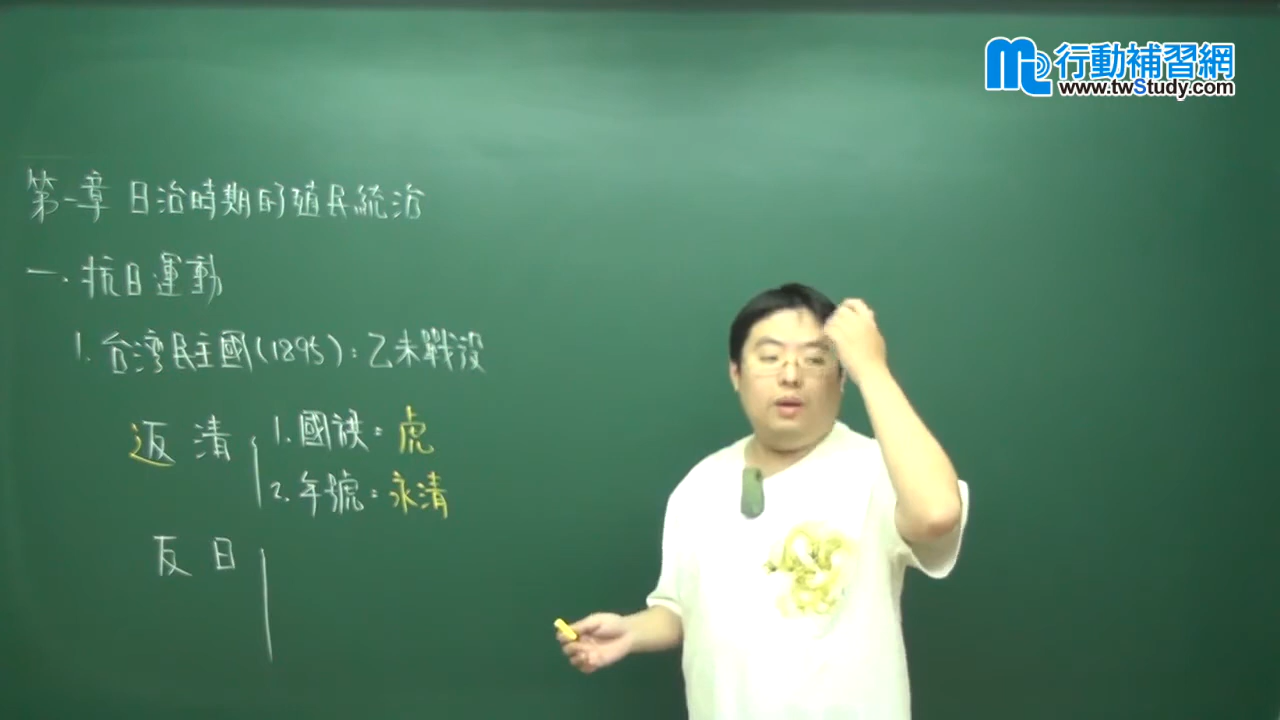 行動補習網
www.twStudy.com
第一章 日治時期的殖民統治
一. 抗日運動
1. 台湾民主國(1895):乙未戰役
返清 1. 國旗:虎
2. 年號:永清
反日